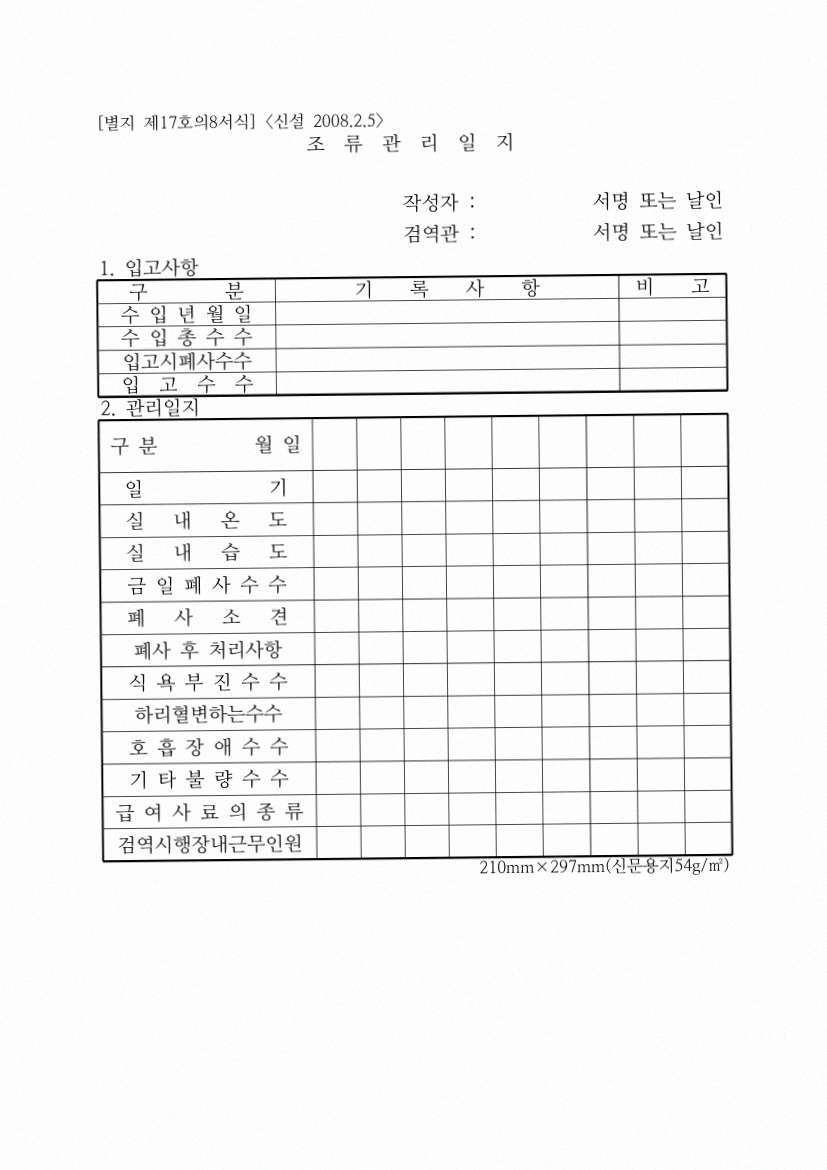 [별지 제17호의8서식] 〈신설 2008.2.5〉
조 류 관 리 일 지
작성자 : 서명 또는 날인
검역관 : 서명 또는 날인
1. 입고사항
구 분 기 록 사 항 비 고
수 입 년 월 일
수 입 총 수 수
입고시폐사수수
입 고 수 수
2. 관리일지
구 분 월 일
일 기
실 내 온 도
실 내 습 도
금 일 폐 사 수 수
폐 사 소 견
폐사 후 처리사항
식 욕 부 진 수 수
하리혈변하는수수
호 흡 장 애 수 수
기 타 불 량 수 수
급 여 사 료 의 종 류
검역시행장내근무인원
210mm×297mm(신문용지54g/㎡)